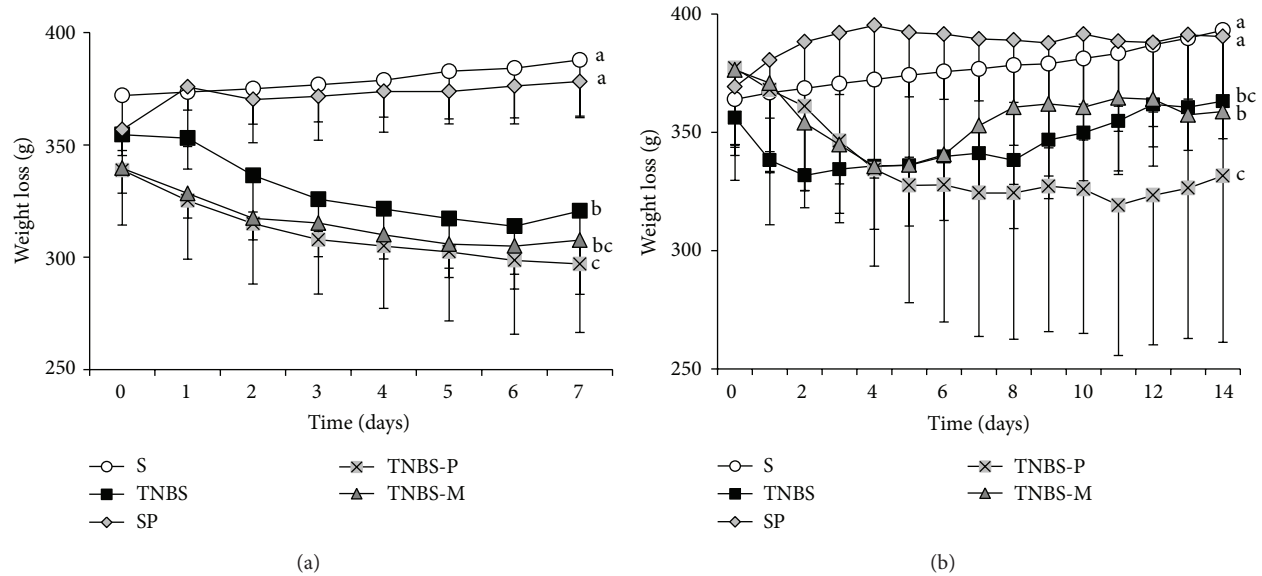 400
350
300
250
Weight loss (g)
a
a
b
bc
c
0 1 2 3 4 5 6 7
Time (days)
S
TNBS
SP
TNBS-P
TNBS-M
(a)
400
350
300
250
Weight loss (g)
a
a
bc
b
c
0 2 4 6 8 10 12 14
Time (days)
S
TNBS
SP
TNBS-P
TNBS-M
(b)